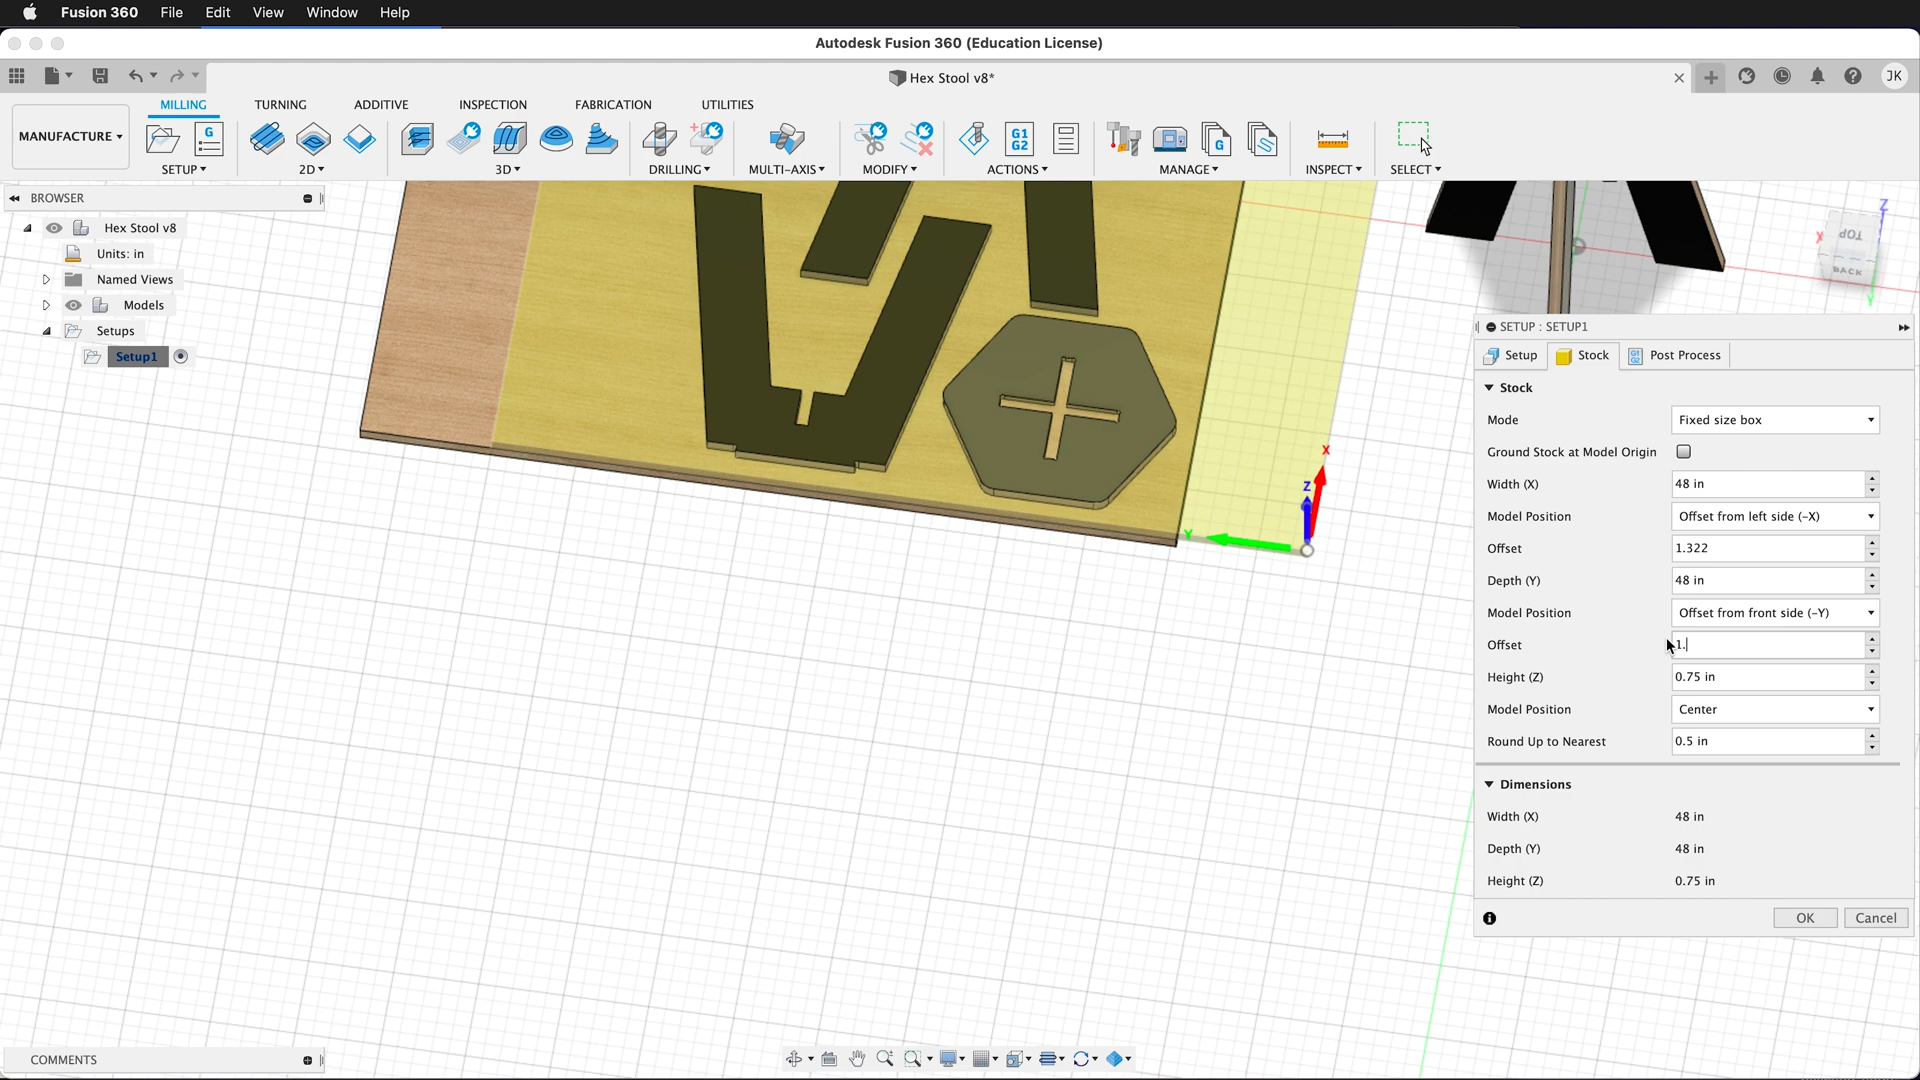 Fusion 360 File Edit View Window Help
Autodesk Fusion 360 (Education License)
Hex Stool v8*
JK
MANUFACTURE
MILLING TURNING ADDITIVE INSPECTION FABRICATION UTILITIES
G G1 G2 G
SETUP 2D 3D DRILLING MULTI-AXIS MODIFY ACTIONS MANAGE INSPECT SELECT
BROWSER
Hex Stool v8
Units: in
Named Views
Models
Setups
Setup1
Z
X
TOP
BACK
Y
X
Z
Y
SETUP : SETUP1
Setup Stock Post Process
Stock
Mode Fixed size box
Ground Stock at Model Origin
Width (X) 48 in
Model Position Offset from left side (-X)
Offset 1.322
Depth (Y) 48 in
Model Position Offset from front side (-Y)
Offset 1.
Height (Z) 0.75 in
Model Position Center
Round Up to Nearest 0.5 in
Dimensions
Width (X) 48 in
Depth (Y) 48 in
Height (Z) 0.75 in
OK Cancel
COMMENTS